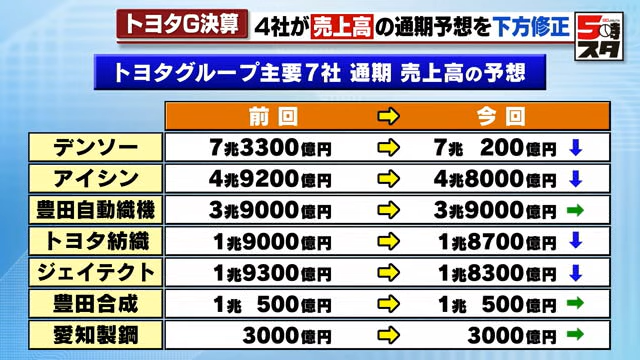 トヨタG決算
4社が売上高の通期予想を下方修正
5時スタ
トヨタグループ主要7社 通期 売上高の予想
前回 ⇨ 今回
デンソー 7兆3300億円 ⇨ 7兆 200億円 ↓
アイシン 4兆9200億円 ⇨ 4兆8000億円 ↓
豊田自動織機 3兆9000億円 ⇨ 3兆9000億円 →
トヨタ紡織 1兆9000億円 ⇨ 1兆8700億円 ↓
ジェイテクト 1兆9300億円 ⇨ 1兆8300億円 ↓
豊田合成 1兆 500億円 ⇨ 1兆 500億円 →
愛知製鋼 3000億円 ⇨ 3000億円 →